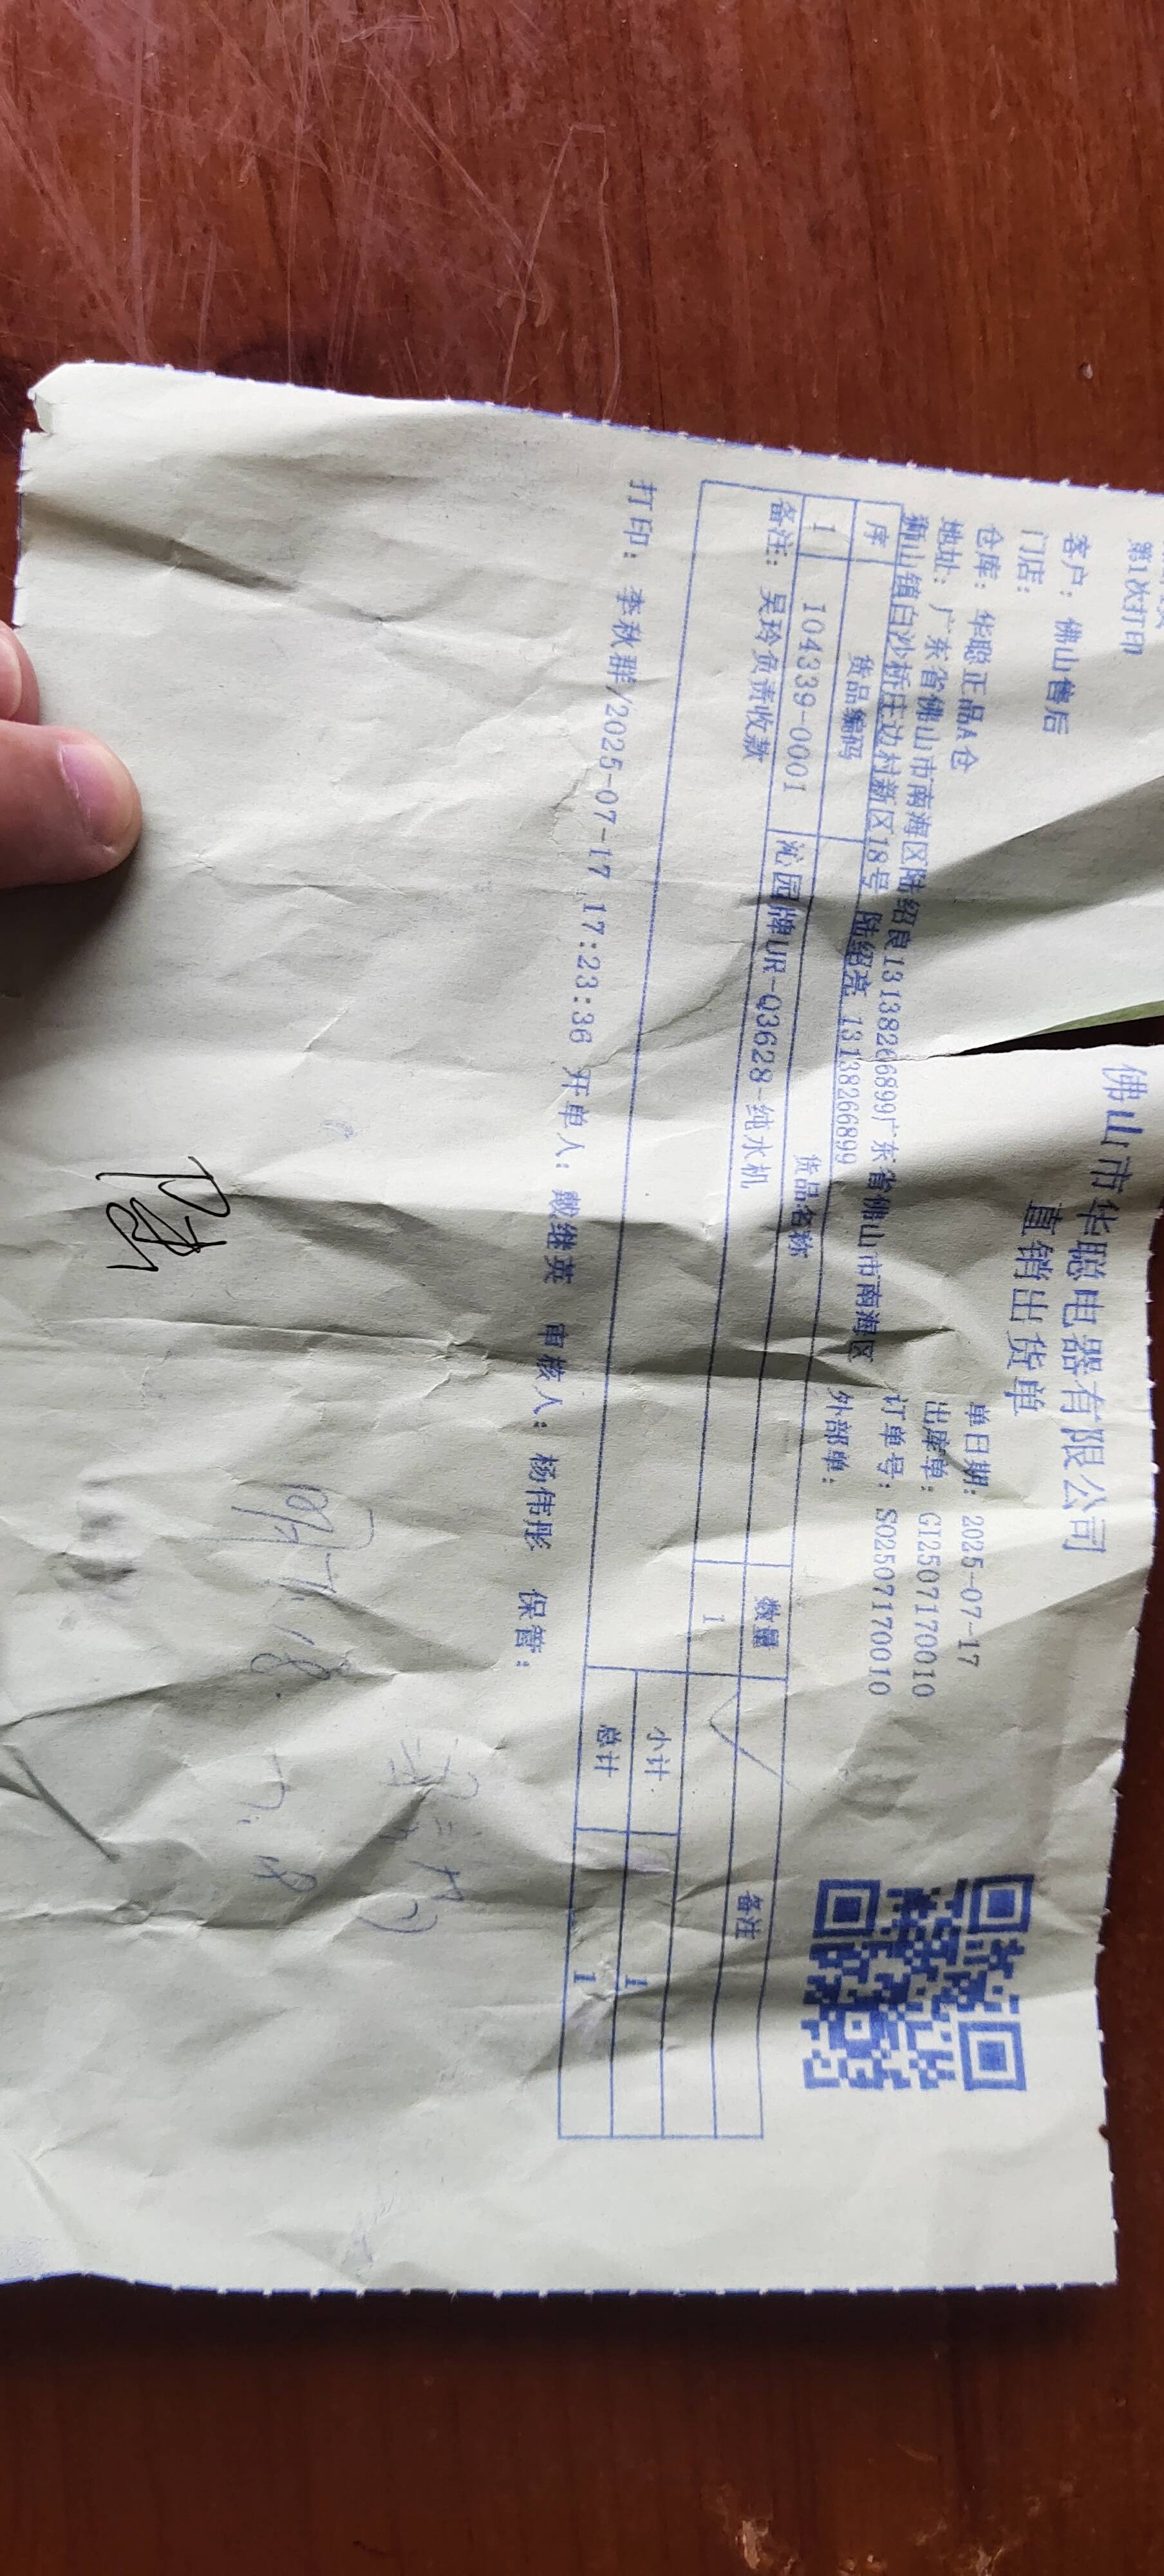 第1次打印
佛山市华聪电器有限公司
直销出货单
客户：佛山售后
单日期：2025-07-17
门店：
出库单：GI2507170010
仓库：华聪正品A仓
订单号：SO2507170010
地址：广东省佛山市南海区陆绍良13138266899广东省佛山市南海区
外部单：
狮山镇白沙桥庄边村新区18号 陆绍亮 13138266899
序 货品编码 货品名称 数量 备注
1 104339-0001 沁园牌UR-Q3628-纯水机 1
备注：吴玲负责收款
小计 1
总计 1
打印：李秋群/2025-07-17 17:23:36 开单人：戴继英 审核人：杨伟彤 保管：
7.18.
7.18